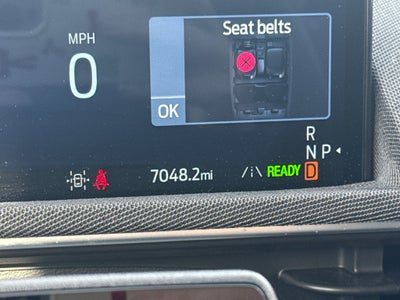 Seat belts
MPH
0
OK
R
N P
7048.2mi READY D